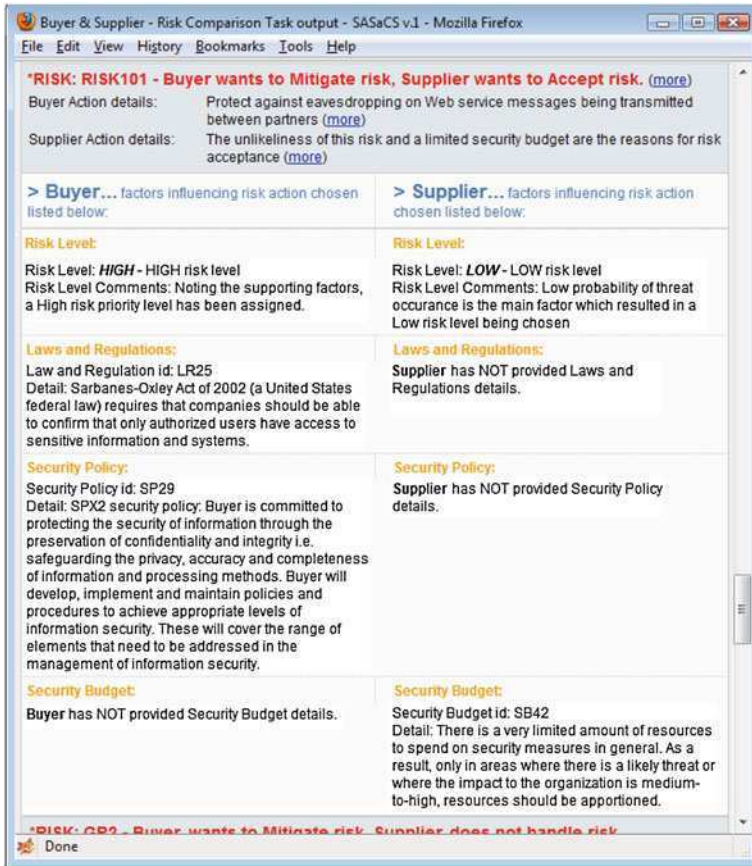 Buyer & Supplier - Risk Comparison Task output - SASaCS v.1 - Mozilla Firefox
File Edit View History Bookmarks Tools Help
*RISK: RISK101 - Buyer wants to Mitigate risk, Supplier wants to Accept risk. (more)
Buyer Action details: Protect against eavesdropping on Web service messages being transmitted
between partners (more)
Supplier Action details: The unlikeliness of this risk and a limited security budget are the reasons for risk
acceptance (more)
> Buyer... factors influencing risk action chosen
listed below:
> Supplier... factors influencing risk action
chosen listed below:
Risk Level:
Risk Level: HIGH - HIGH risk level
Risk Level Comments: Noting the supporting factors,
a High risk priority level has been assigned.
Risk Level:
Risk Level: LOW - LOW risk level
Risk Level Comments: Low probability of threat
occurance is the main factor which resulted in a
Low risk level being chosen
Laws and Regulations:
Law and Regulation id: LR25
Detail: Sarbanes-Oxley Act of 2002 (a United States
federal law) requires that companies should be able
to confirm that only authorized users have access to
sensitive information and systems.
Laws and Regulations:
Supplier has NOT provided Laws and
Regulations details.
Security Policy:
Security Policy id: SP29
Detail: SPX2 security policy: Buyer is committed to
protecting the security of information through the
preservation of confidentiality and integrity i.e.
safeguarding the privacy, accuracy and completeness
of information and processing methods. Buyer will
develop, implement and maintain policies and
procedures to achieve appropriate levels of
information security. These will cover the range of
elements that need to be addressed in the
management of information security.
Security Policy:
Supplier has NOT provided Security Policy
details.
Security Budget:
Buyer has NOT provided Security Budget details.
Security Budget:
Security Budget id: SB42
Detail: There is a very limited amount of resources
to spend on security measures in general. As a
result, only in areas where there is a likely threat or
where the impact to the organization is medium-
to-high, resources should be apportioned.
*RISK: GR2 - Buyer wants to Mitigate risk, Supplier does not handle risk
Done